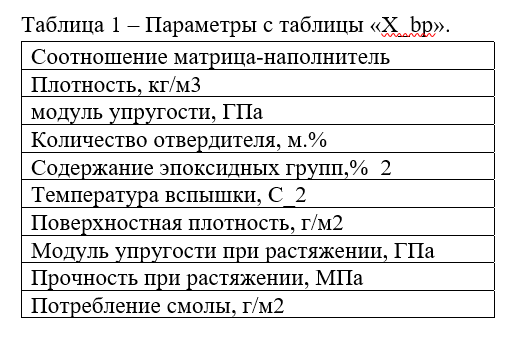 Таблица 1 – Параметры с таблицы «X_bp».
Соотношение матрица-наполнитель
Плотность, кг/м3
модуль упругости, ГПа
Количество отвердителя, м.%
Содержание эпоксидных групп,%_2
Температура вспышки, С_2
Поверхностная плотность, г/м2
Модуль упругости при растяжении, ГПа
Прочность при растяжении, МПа
Потребление смолы, г/м2